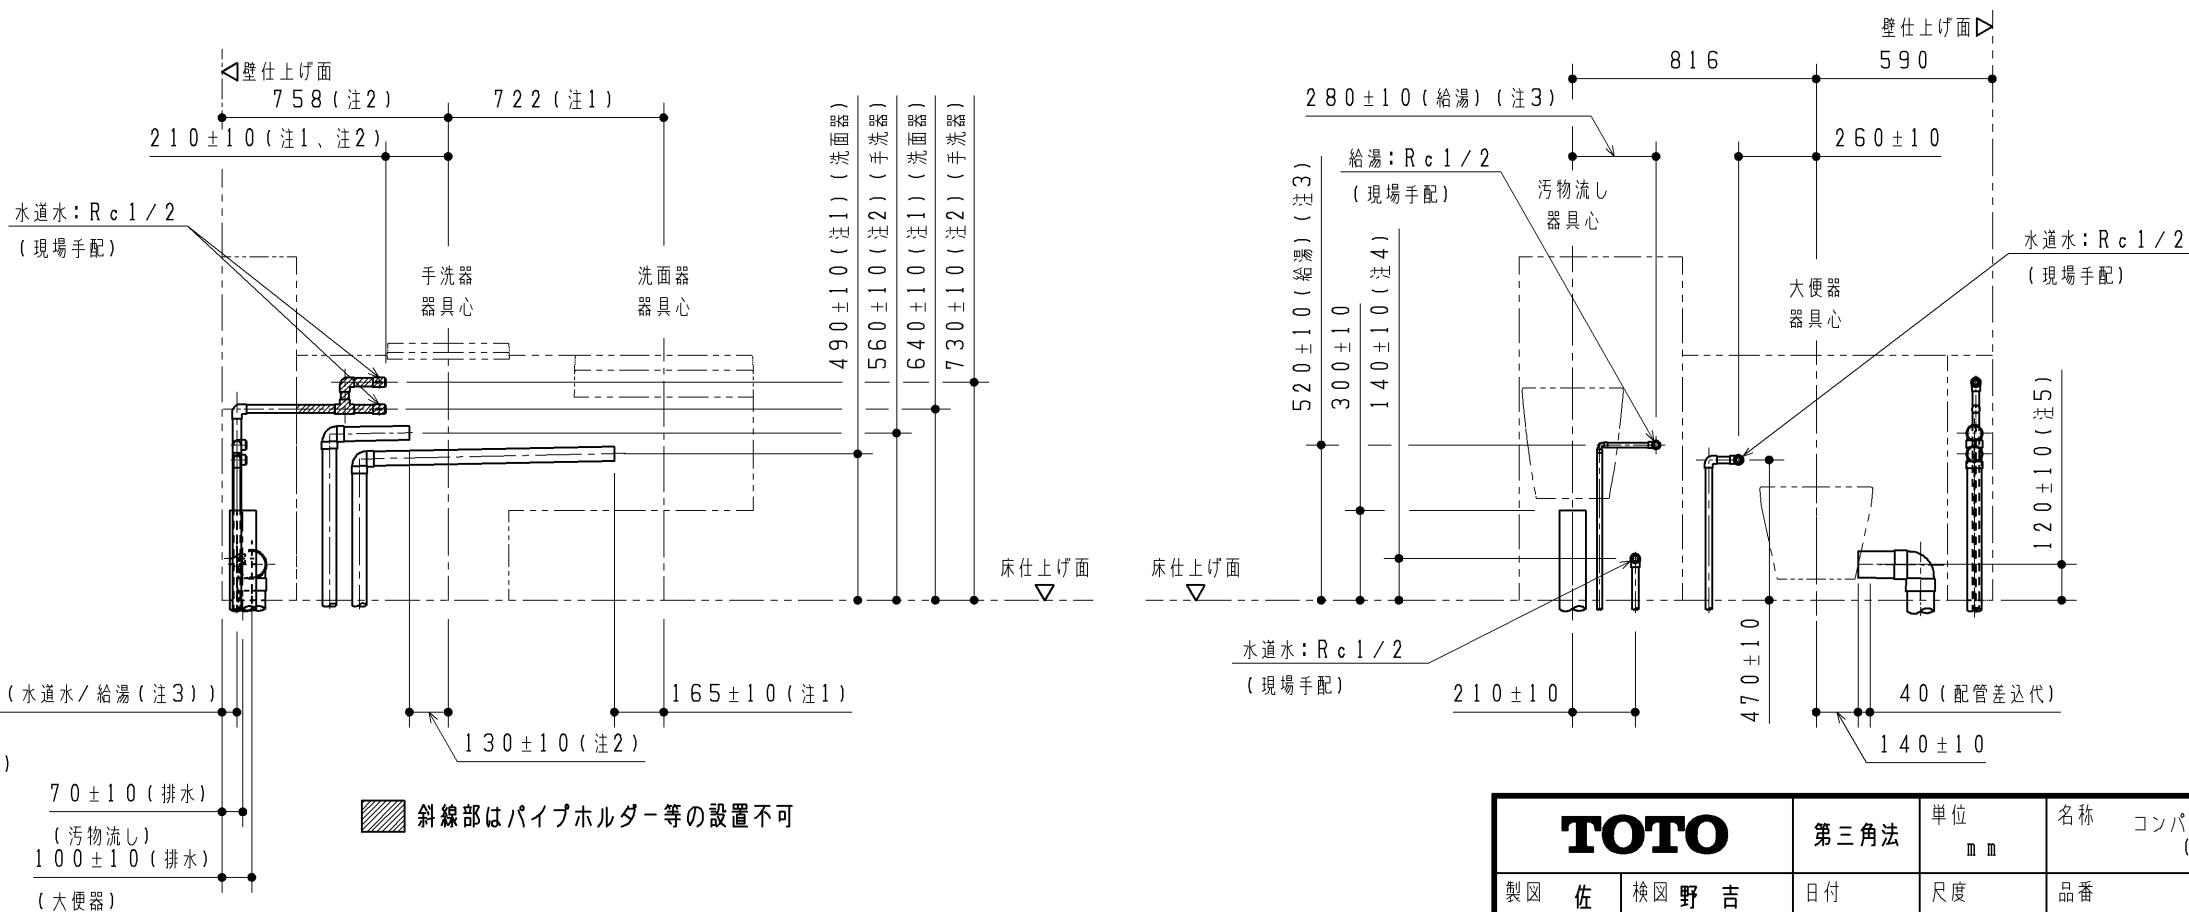 壁仕上げ面
758(注2)
722(注1)
210±10(注1、注2)
水道水:Rc1/2
(現場手配)
手洗器
器具心
洗面器
器具心
490±10(注1)(洗面器)
560±10(注2)(手洗器)
640±10(注1)(洗面器)
730±10(注2)(手洗器)
床仕上げ面
(水道水/給湯(注3))
165±10(注1)
130±10(注2)
)
70±10(排水)
(汚物流し)
100±10(排水)
(大便器)
斜線部はパイプホルダー等の設置不可
壁仕上げ面
816
590
280±10(給湯)(注3)
260±10
給湯:Rc1/2
(現場手配)
汚物流し
器具心
水道水:Rc1/2
(現場手配)
大便器
器具心
520±10(給湯)(注3)
300±10
140±10(注4)
120±10(注5)
床仕上げ面
水道水:Rc1/2
(現場手配)
210±10
470±10
40(配管差込代)
140±10
TOTO
第三角法
単位
mm
名称
コンパ
(
製図 佐
検図 野 吉
日付
尺度
品番